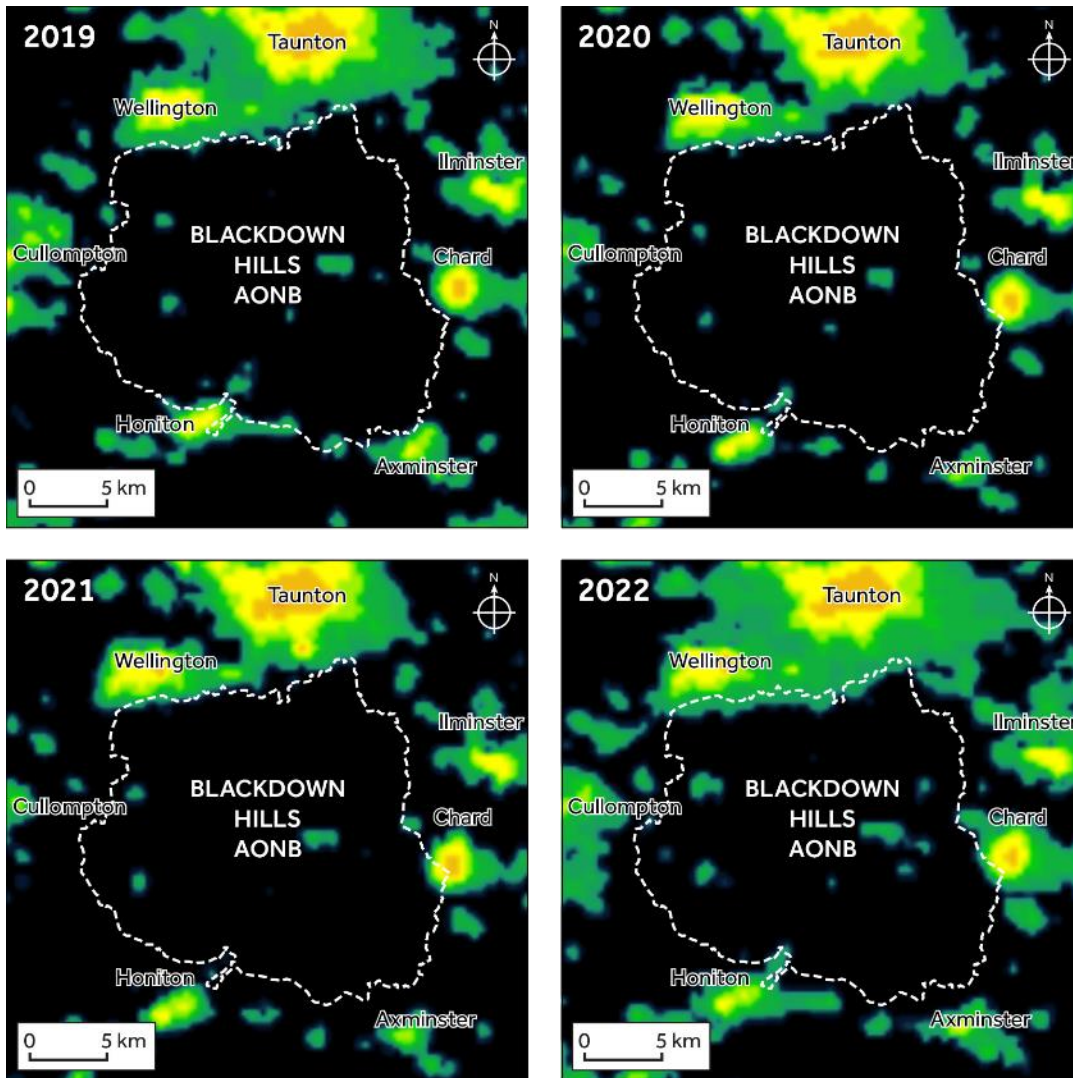 2019
N
Taunton
Wellington
Ilminster
BLACKDOWN
HILLS
AONB
Cullompton
Chard
Honiton
Axminster
0 5 km
2020
N
Taunton
Wellington
Ilminster
BLACKDOWN
HILLS
AONB
Cullompton
Chard
Honiton
Axminster
0 5 km
2021
N
Taunton
Wellington
Ilminster
BLACKDOWN
HILLS
AONB
Cullompton
Chard
Honiton
Axminster
0 5 km
2022
N
Taunton
Wellington
Ilminster
BLACKDOWN
HILLS
AONB
Cullompton
Chard
Honiton
Axminster
0 5 km